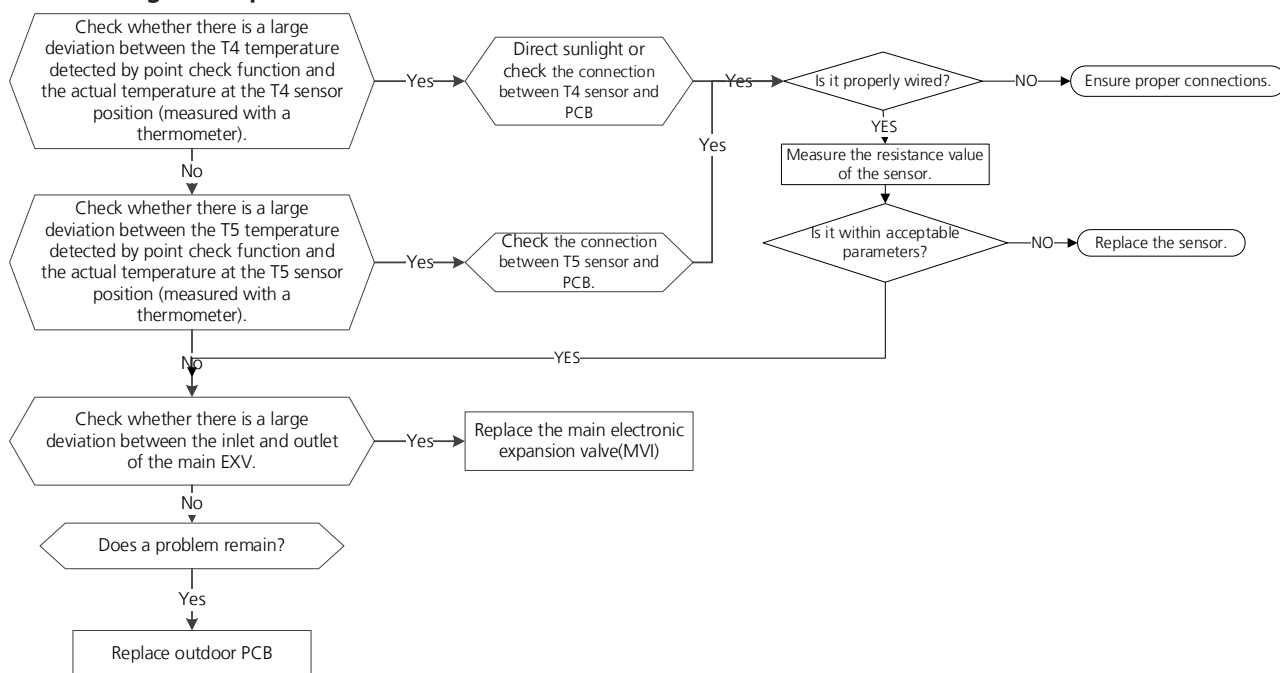 Check whether there is a large
deviation between the T4 temperature
detected by point check function and
the actual temperature at the T4 sensor
position (measured with a
thermometer).
Yes
Direct sunlight or
check the connection
between T4 sensor and
PCB
Yes
Is it properly wired?
NO
Ensure proper connections.
YES
Measure the resistance value
of the sensor.
Is it within acceptable
parameters?
NO
Replace the sensor.
YES
No
Check whether there is a large
deviation between the T5 temperature
detected by point check function and
the actual temperature at the T5 sensor
position (measured with a
thermometer).
Yes
Check the connection
between T5 sensor and
PCB.
Yes
No
Check whether there is a large
deviation between the inlet and outlet
of the main EXV.
Yes
Replace the main electronic
expansion valve(MVI)
No
Does a problem remain?
Yes
Replace outdoor PCB